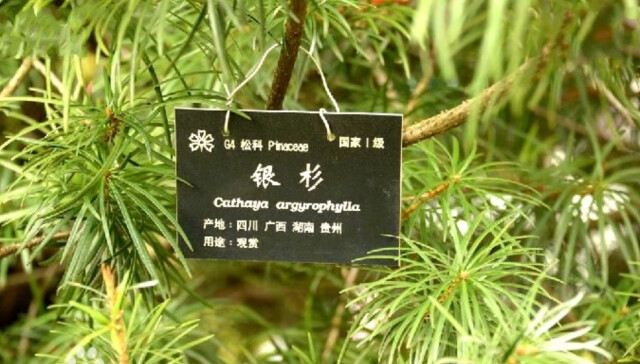 G4 松科 Pinaceae 国家Ⅰ级
银杉
Cathaya argyrophylla
产地：四川 广西 湖南 贵州
用途：观赏